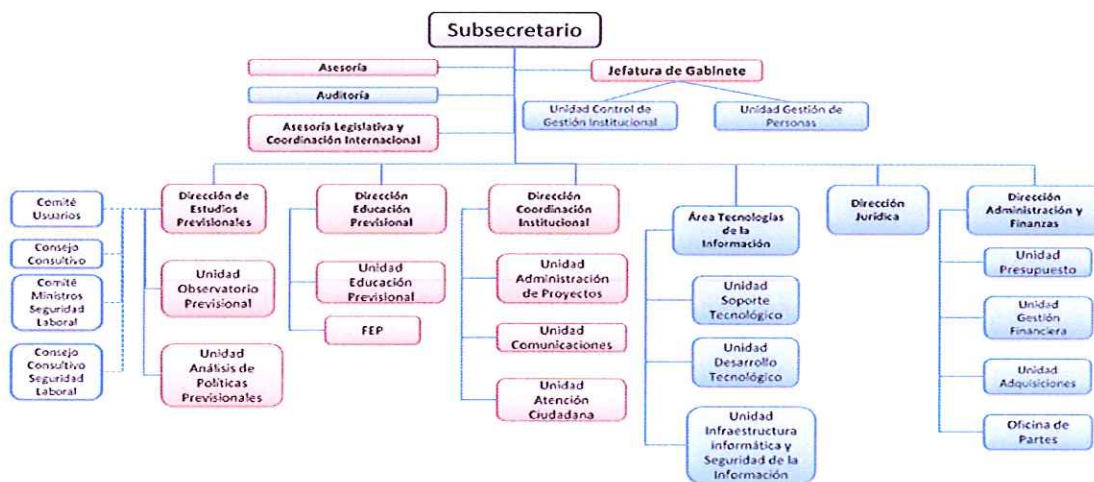 Subsecretario
Asesoría
Jefatura de Gabinete
Auditoría
Unidad Control de
Gestión Institucional
Unidad Gestión de
Personas
Asesoría Legislativa y
Coordinación Internacional
Comité
Usuarios
Consejo
Consultivo
Comité
Ministros
Seguridad
Laboral
Consejo
Consultivo
Seguridad
Laboral
Dirección de
Estudios
Previsionales
Unidad
Observatorio
Previsional
Unidad
Análisis de
Políticas
Previsionales
Dirección
Educación
Previsional
Unidad
Educación
Previsional
FEP
Dirección
Coordinación
Institucional
Unidad
Administración
de Proyectos
Unidad
Comunicaciones
Unidad
Atención
Ciudadana
Área Tecnologías
de la
Información
Unidad
Soporte
Tecnológico
Unidad
Desarrollo
Tecnológico
Unidad
Infraestructura
informática y
Seguridad de la
Información
Dirección
Jurídica
Dirección
Administración y
Finanzas
Unidad
Presupuesto
Unidad
Gestión
Financiera
Unidad
Adquisiciones
Oficina de
Partes